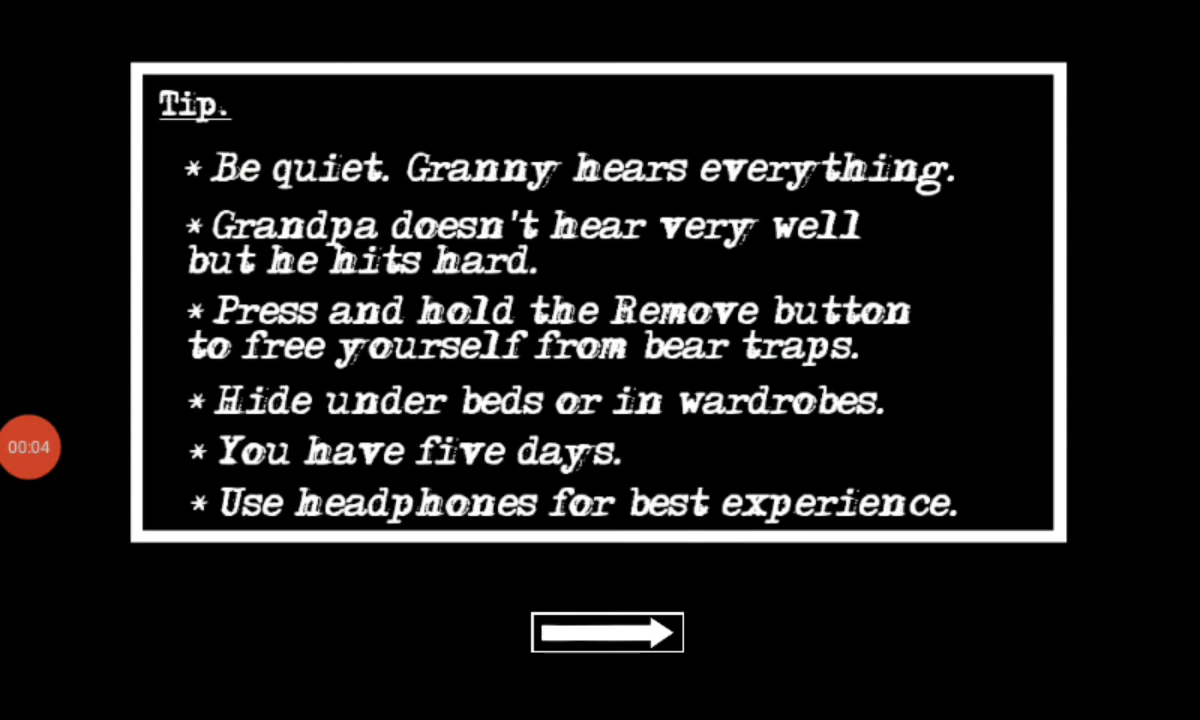 Tip.
* Be quiet. Granny hears everything.
* Grandpa doesn't hear very well
but he hits hard.
* Press and hold the Remove button
to free yourself from bear traps.
* Hide under beds or in wardrobes.
* You have five days.
* Use headphones for best experience.
00:04